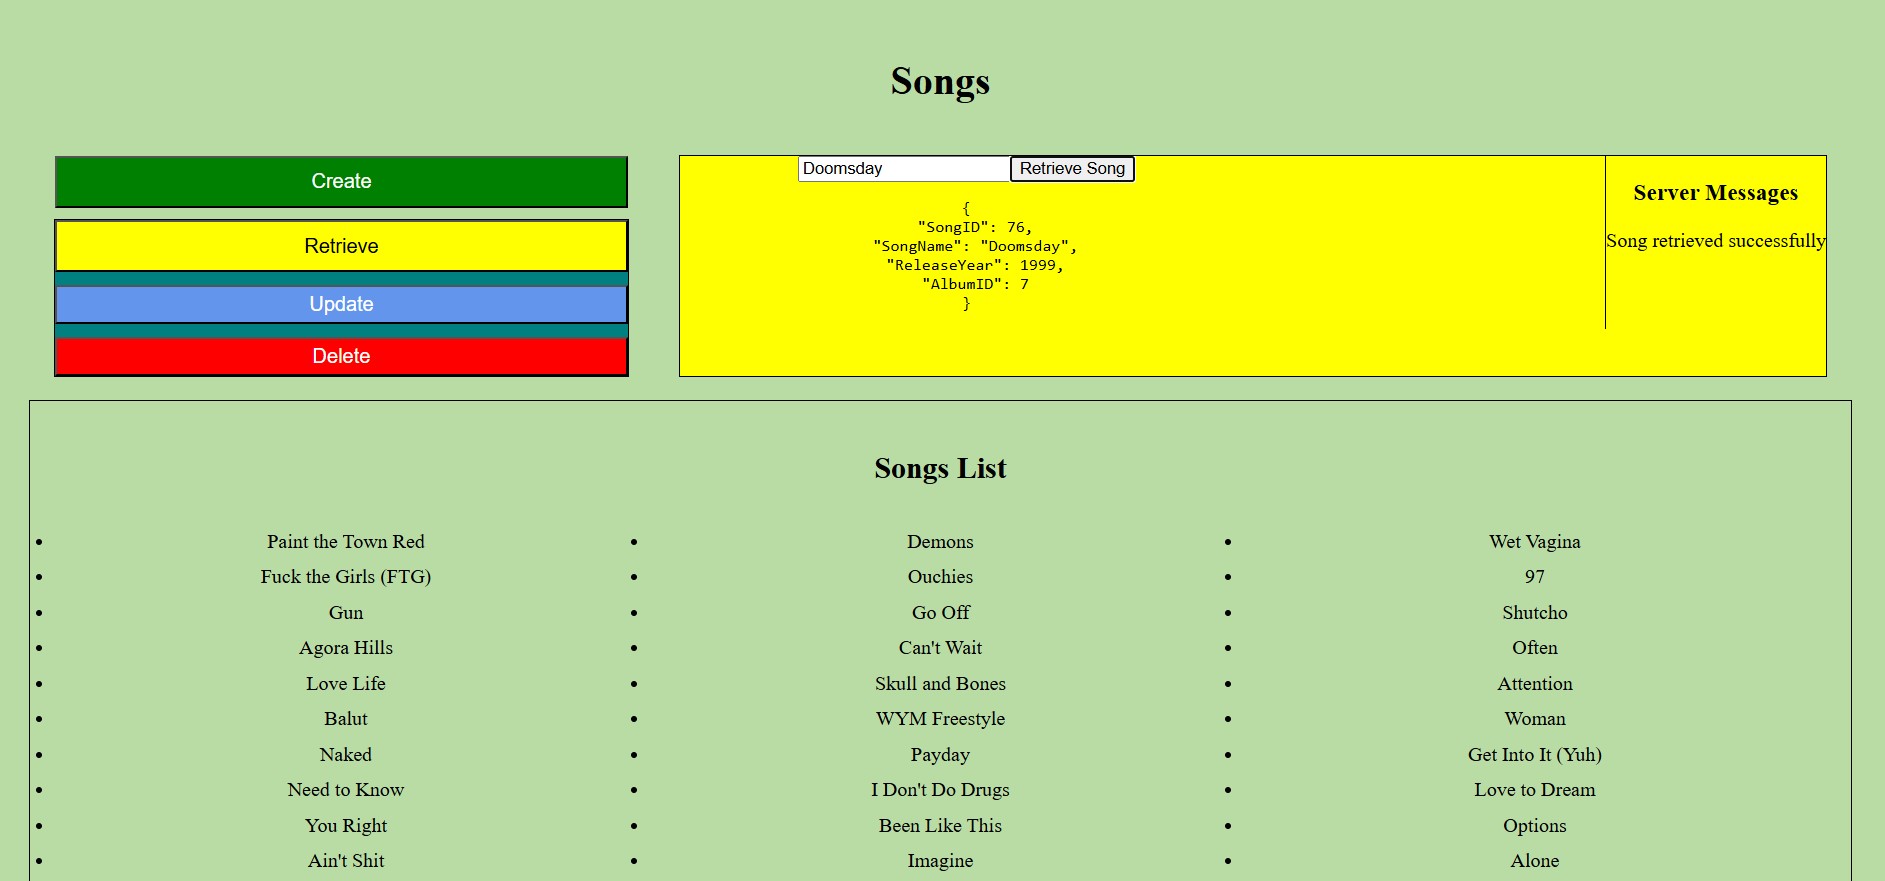 Songs
Create
Retrieve
Update
Delete
Doomsday
Retrieve Song
{
"SongID": 76,
"SongName": "Doomsday",
"ReleaseYear": 1999,
"AlbumID": 7
}
Server Messages
Song retrieved successfully
Songs List
• Paint the Town Red • Demons • Wet Vagina
• Fuck the Girls (FTG) • Ouchies • 97
• Gun • Go Off • Shutcho
• Agora Hills • Can't Wait • Often
• Love Life • Skull and Bones • Attention
• Balut • WYM Freestyle • Woman
• Naked • Payday • Get Into It (Yuh)
• Need to Know • I Don't Do Drugs • Love to Dream
• You Right • Been Like This • Options
• Ain't Shit • Imagine • Alone